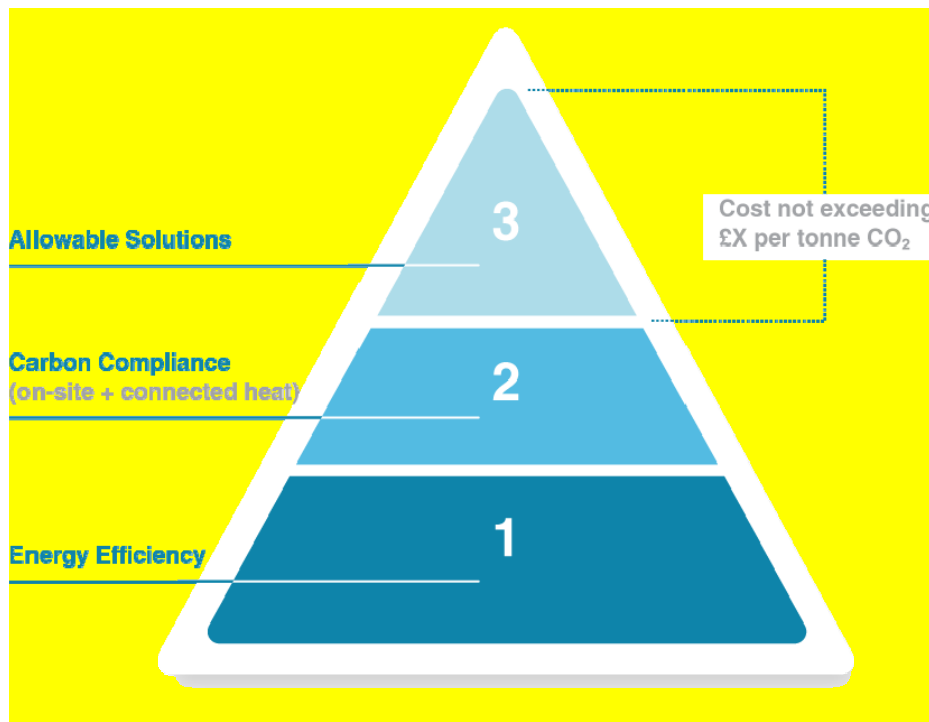 3
Cost not exceeding
£X per tonne CO₂
Allowable Solutions
Carbon Compliance
(on-site + connected heat)
2
Energy Efficiency
1